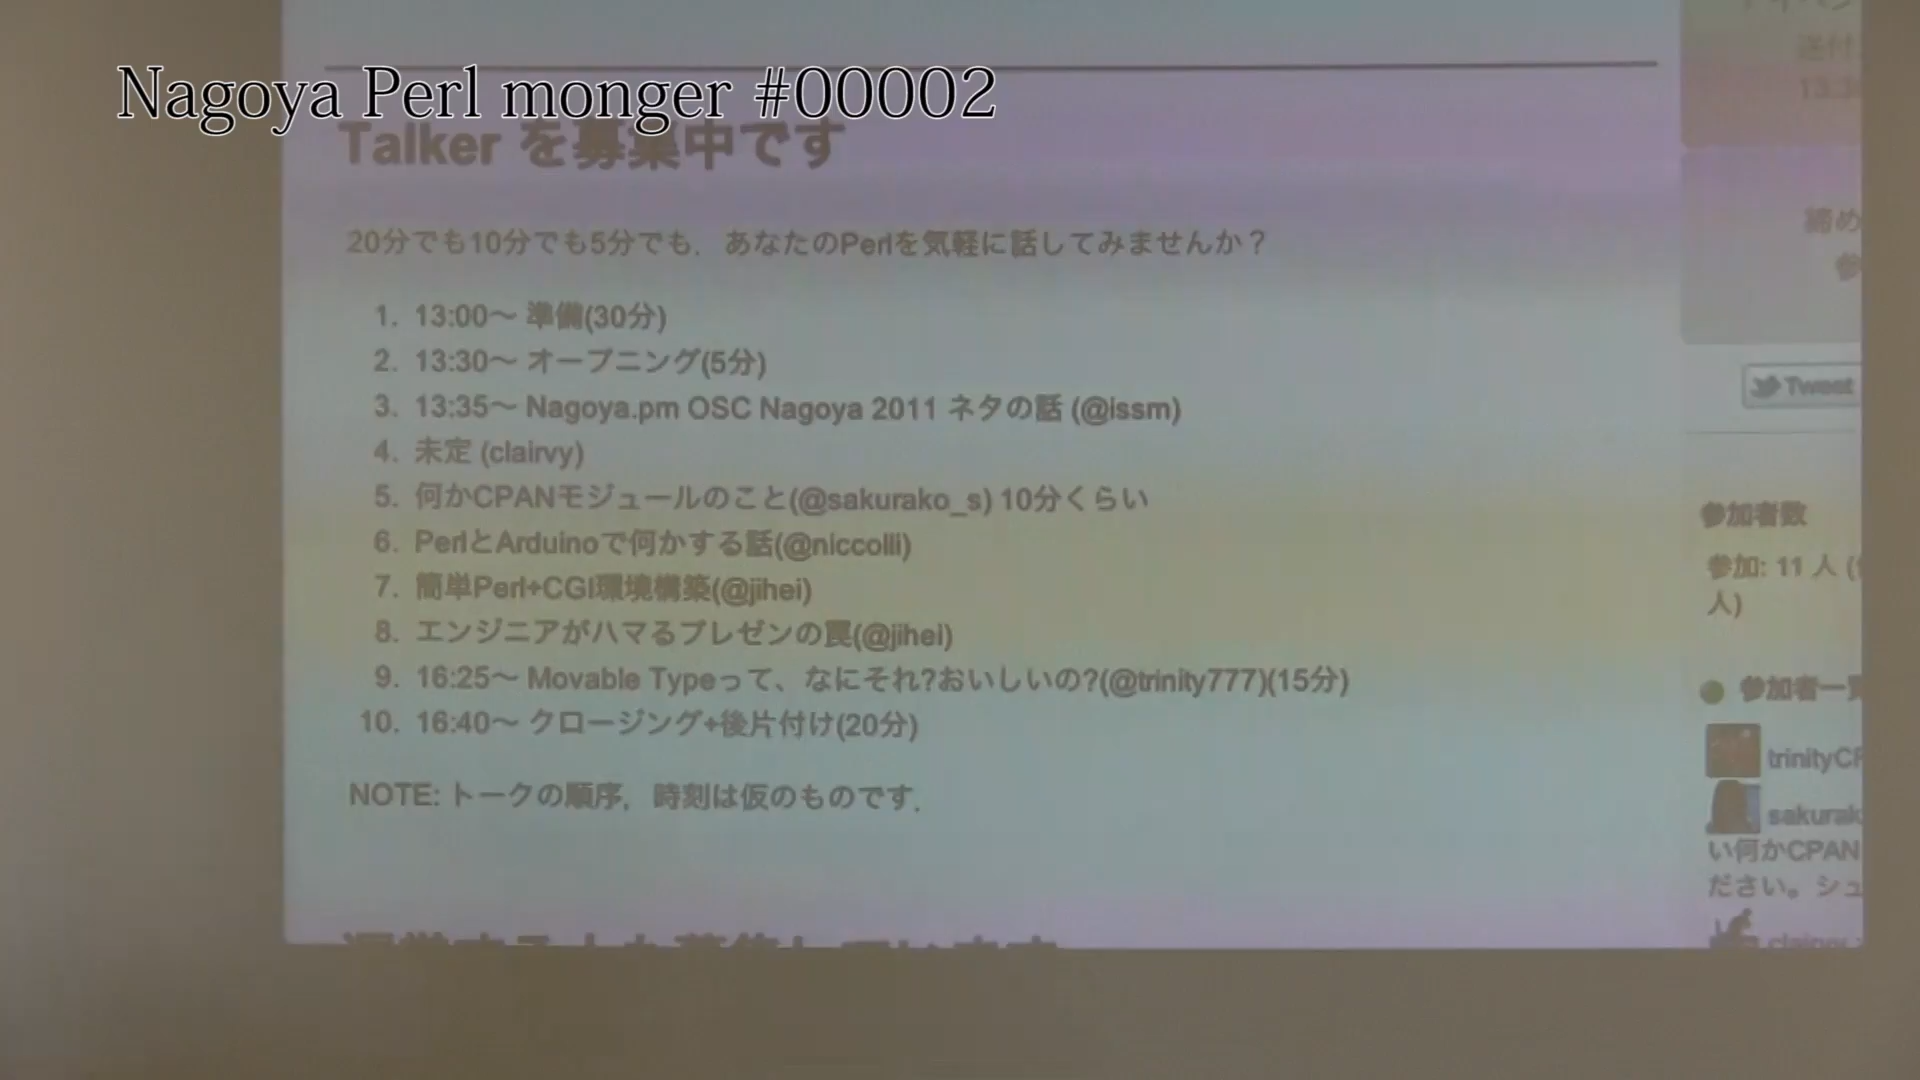 Nagoya Perl monger #00002
Talker を募集中です
20分でも10分でも5分でも，あなたのPerlを気軽に話してみませんか？
1. 13:00～ 準備(30分)
2. 13:30～ オープニング(5分)
3. 13:35～ Nagoya.pm OSC Nagoya 2011 ネタの話 (@issm)
4. 未定 (clairvy)
5. 何かCPANモジュールのこと(@sakurako_s) 10分くらい
6. PerlとArduinoで何かする話(@niccolli)
7. 簡単Perl+CGI環境構築(@jihei)
8. エンジニアがハマるプレゼンの罠(@jihei)
9. 16:25～ Movable Typeって、なにそれ?おいしいの?(@trinity777)(15分)
10. 16:40～ クロージング+後片付け(20分)
NOTE: トークの順序，時刻は仮のものです．
送付
13:3
締め
参
Tweet
参加者数
参加: 11 人 (
人)
参加者一覧
trinityCP
sakurak
い何かCPAN
ださい。シュ
clairvy